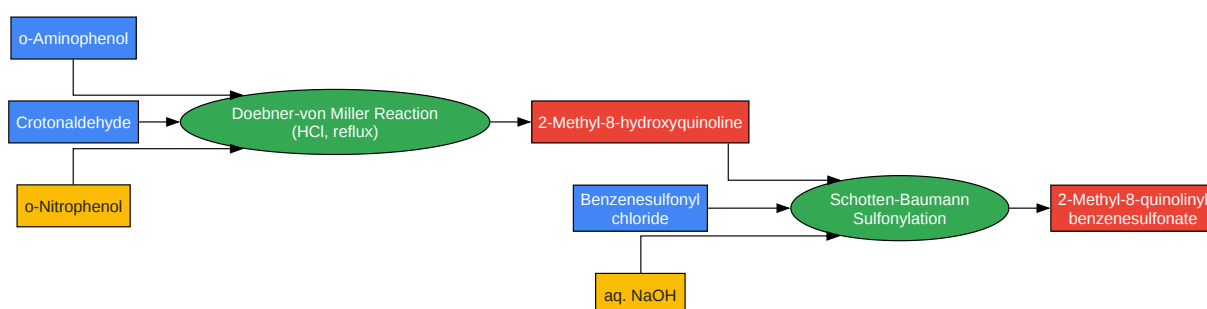 o-Aminophenol
Crotonaldehyde
o-Nitrophenol
Doebner-von Miller Reaction
(HCl, reflux)
2-Methyl-8-hydroxyquinoline
Benzenesulfonyl
chloride
aq. NaOH
Schotten-Baumann
Sulfonylation
2-Methyl-8-quinolinyl
benzenesulfonate